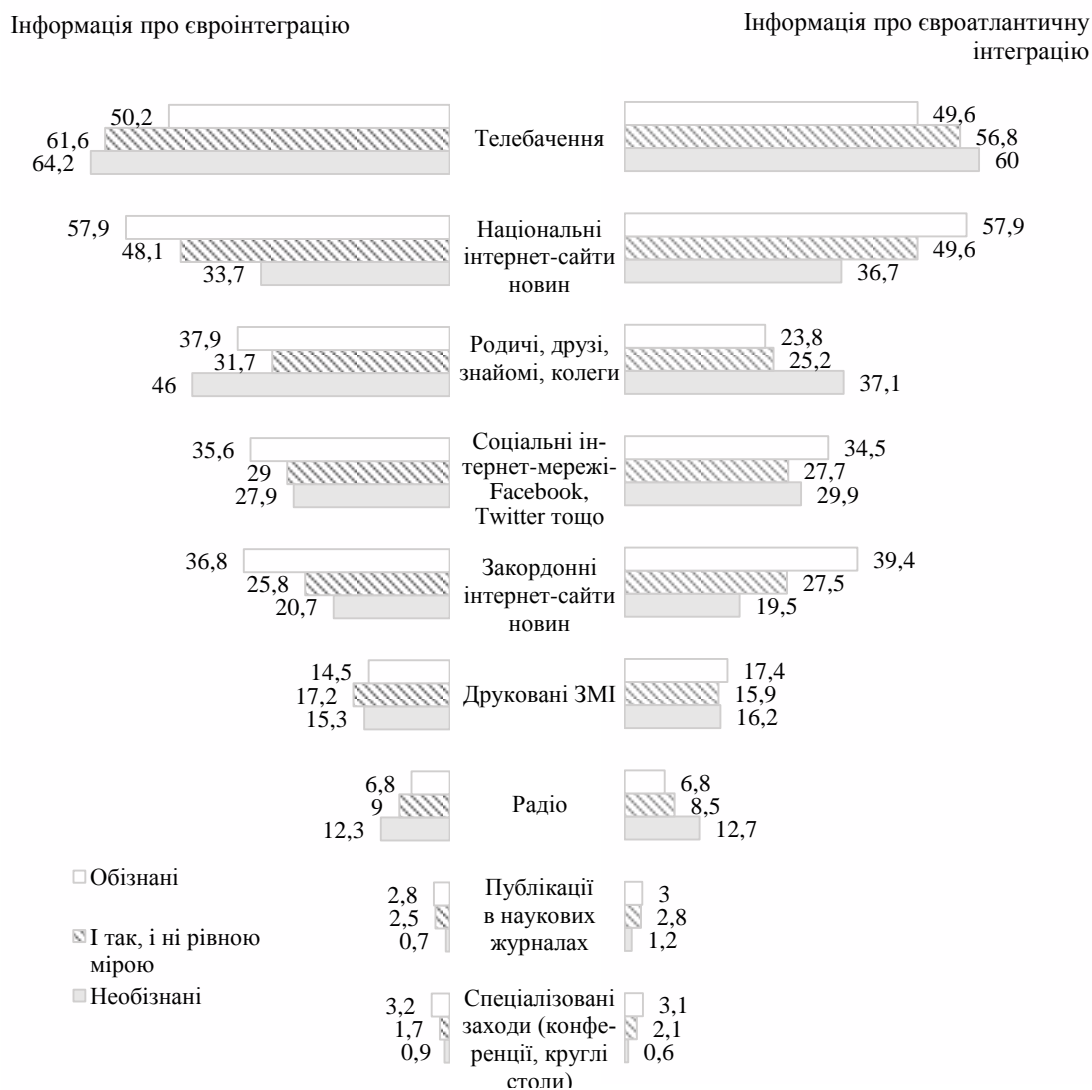 Інформація про євроінтеграцію
Інформація про євроатлантичну
інтеграцію
50,2
61,6
64,2
Телебачення
49,6
56,8
60
57,9
48,1
33,7
Національні
інтернет-сайти
новин
57,9
49,6
36,7
37,9
31,7
46
Родичі, друзі,
знайомі, колеги
23,8
25,2
37,1
35,6
29
27,9
Соціальні ін-
тернет-мережі-
Facebook,
Twitter тощо
34,5
27,7
29,9
36,8
25,8
20,7
Закордонні
інтернет-сайти
новин
39,4
27,5
19,5
14,5
17,2
15,3
Друковані ЗМІ
17,4
15,9
16,2
6,8
9
12,3
Радіо
6,8
8,5
12,7
2,8
2,5
0,7
Публікації
в наукових
журналах
3
2,8
1,2
3,2
1,7
0,9
Спеціалізовані
заходи (конфе-
ренції, круглі
столи)
3,1
2,1
0,6
Обізнані
І так, і ні рівною
мірою
Необізнані